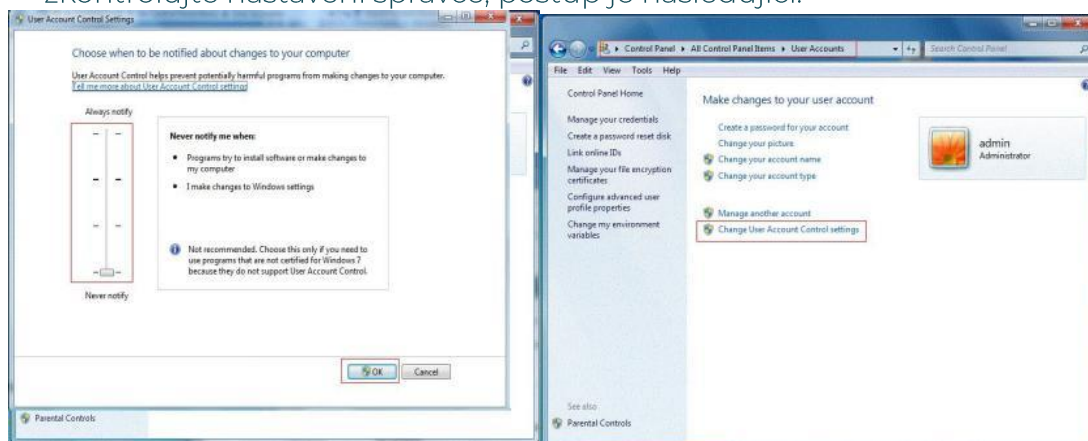 zkontrolujte nastavení správce, postup je následující:
User Account Control Settings
Choose when to be notified about changes to your computer
User Account Control helps prevent potentially harmful programs from making changes to your computer.
Tell me more about User Account Control settings
Always notify
Never notify me when:
Programs try to install software or make changes to
my computer
I make changes to Windows settings
Not recommended. Choose this only if you need to
use programs that are not certified for Windows 7
because they do not support User Account Control.
Never notify
OK Cancel
Parental Controls
Control Panel All Control Panel Items User Accounts Search Control Panel
File Edit View Tools Help
Control Panel Home
Manage your credentials
Create a password reset disk
Link online IDs
Manage your file encryption
certificates
Configure advanced user
profile properties
Change my environment
variables
See also
Parental Controls
Make changes to your user account
Create a password for your account
Change your picture
Change your account name
Change your account type
Manage another account
Change User Account Control settings
admin
Administrator